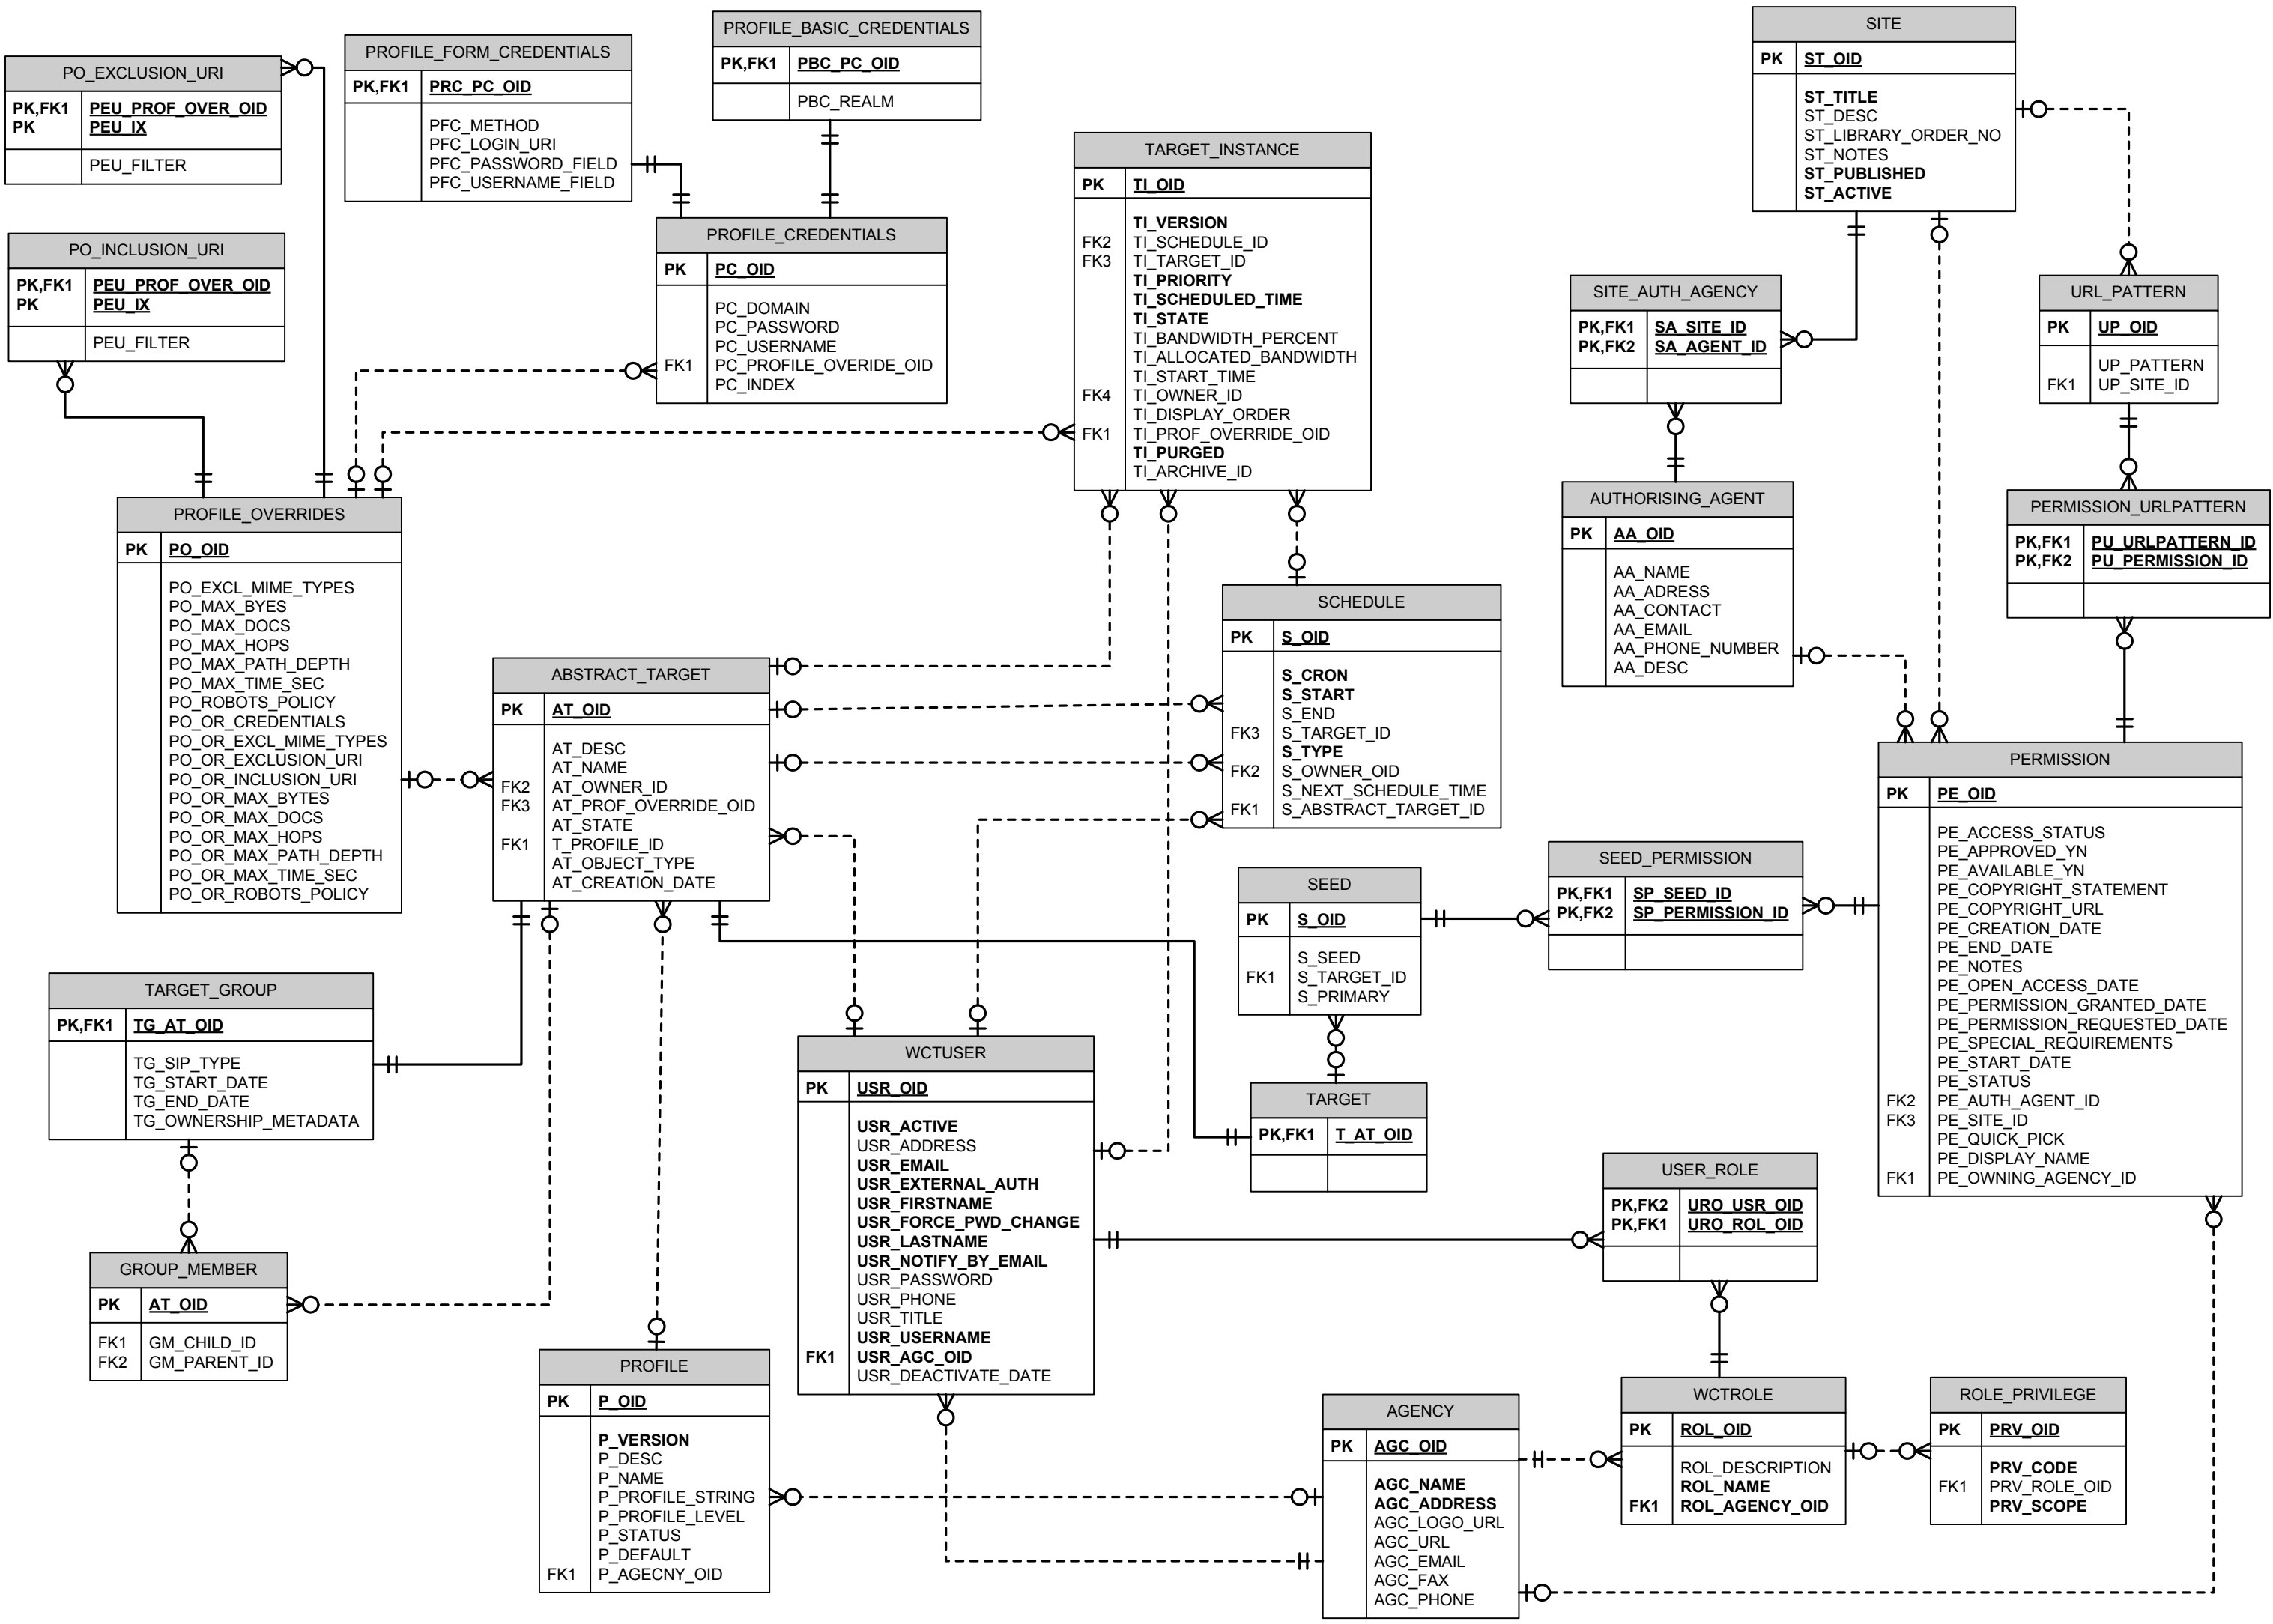 PO_EXCLUSION_URI
PK,FK1 PEU_PROF_OVER_OID
PK PEU_IX
PEU_FILTER
PROFILE_FORM_CREDENTIALS
PK,FK1 PRC_PC_OID
PFC_METHOD
PFC_LOGIN_URI
PFC_PASSWORD_FIELD
PFC_USERNAME_FIELD
PROFILE_BASIC_CREDENTIALS
PK,FK1 PBC_PC_OID
PBC_REALM
PO_INCLUSION_URI
PK,FK1 PEU_PROF_OVER_OID
PK PEU_IX
PEU_FILTER
PROFILE_CREDENTIALS
PK PC_OID
PC_DOMAIN
PC_PASSWORD
PC_USERNAME
FK1 PC_PROFILE_OVERIDE_OID
PC_INDEX
TARGET_INSTANCE
PK TI_OID
TI_VERSION
FK2 TI_SCHEDULE_ID
FK3 TI_TARGET_ID
TI_PRIORITY
TI_SCHEDULED_TIME
TI_STATE
TI_BANDWIDTH_PERCENT
TI_ALLOCATED_BANDWIDTH
TI_START_TIME
FK4 TI_OWNER_ID
TI_DISPLAY_ORDER
FK1 TI_PROF_OVERRIDE_OID
TI_PURGED
TI_ARCHIVE_ID
SITE
PK ST_OID
ST_TITLE
ST_DESC
ST_LIBRARY_ORDER_NO
ST_NOTES
ST_PUBLISHED
ST_ACTIVE
SITE_AUTH_AGENCY
PK,FK1 SA_SITE_ID
PK,FK2 SA_AGENT_ID
URL_PATTERN
PK UP_OID
UP_PATTERN
FK1 UP_SITE_ID
AUTHORISING_AGENT
PK AA_OID
AA_NAME
AA_ADRESS
AA_CONTACT
AA_EMAIL
AA_PHONE_NUMBER
AA_DESC
PERMISSION_URLPATTERN
PK,FK1 PU_URLPATTERN_ID
PK,FK2 PU_PERMISSION_ID
PROFILE_OVERRIDES
PK PO_OID
PO_EXCL_MIME_TYPES
PO_MAX_BYES
PO_MAX_DOCS
PO_MAX_HOPS
PO_MAX_PATH_DEPTH
PO_MAX_TIME_SEC
PO_ROBOTS_POLICY
PO_OR_CREDENTIALS
PO_OR_EXCL_MIME_TYPES
PO_OR_EXCLUSION_URI
PO_OR_INCLUSION_URI
PO_OR_MAX_BYTES
PO_OR_MAX_DOCS
PO_OR_MAX_HOPS
PO_OR_MAX_PATH_DEPTH
PO_OR_MAX_TIME_SEC
PO_OR_ROBOTS_POLICY
ABSTRACT_TARGET
PK AT_OID
AT_DESC
AT_NAME
FK2 AT_OWNER_ID
FK3 AT_PROF_OVERRIDE_OID
AT_STATE
FK1 T_PROFILE_ID
AT_OBJECT_TYPE
AT_CREATION_DATE
SCHEDULE
PK S_OID
S_CRON
S_START
S_END
FK3 S_TARGET_ID
S_TYPE
FK2 S_OWNER_OID
S_NEXT_SCHEDULE_TIME
FK1 S_ABSTRACT_TARGET_ID
PERMISSION
PK PE_OID
PE_ACCESS_STATUS
PE_APPROVED_YN
PE_AVAILABLE_YN
PE_COPYRIGHT_STATEMENT
PE_COPYRIGHT_URL
PE_CREATION_DATE
PE_END_DATE
PE_NOTES
PE_OPEN_ACCESS_DATE
PE_PERMISSION_GRANTED_DATE
PE_PERMISSION_REQUESTED_DATE
PE_SPECIAL_REQUIREMENTS
PE_START_DATE
PE_STATUS
FK2 PE_AUTH_AGENT_ID
FK3 PE_SITE_ID
PE_QUICK_PICK
PE_DISPLAY_NAME
FK1 PE_OWNING_AGENCY_ID
SEED
PK S_OID
S_SEED
FK1 S_TARGET_ID
S_PRIMARY
SEED_PERMISSION
PK,FK1 SP_SEED_ID
PK,FK2 SP_PERMISSION_ID
TARGET_GROUP
PK,FK1 TG_AT_OID
TG_SIP_TYPE
TG_START_DATE
TG_END_DATE
TG_OWNERSHIP_METADATA
WCTUSER
PK USR_OID
USR_ACTIVE
USR_ADDRESS
USR_EMAIL
USR_EXTERNAL_AUTH
USR_FIRSTNAME
USR_FORCE_PWD_CHANGE
USR_LASTNAME
USR_NOTIFY_BY_EMAIL
USR_PASSWORD
USR_PHONE
USR_TITLE
USR_USERNAME
FK1 USR_AGC_OID
USR_DEACTIVATE_DATE
TARGET
PK,FK1 T_AT_OID
USER_ROLE
PK,FK2 URO_USR_OID
PK,FK1 URO_ROL_OID
GROUP_MEMBER
PK AT_OID
FK1 GM_CHILD_ID
FK2 GM_PARENT_ID
PROFILE
PK P_OID
P_VERSION
P_DESC
P_NAME
P_PROFILE_STRING
P_PROFILE_LEVEL
P_STATUS
P_DEFAULT
FK1 P_AGECNY_OID
AGENCY
PK AGC_OID
AGC_NAME
AGC_ADDRESS
AGC_LOGO_URL
AGC_URL
AGC_EMAIL
AGC_FAX
AGC_PHONE
WCTROLE
PK ROL_OID
ROL_DESCRIPTION
ROL_NAME
FK1 ROL_AGENCY_OID
ROLE_PRIVILEGE
PK PRV_OID
PRV_CODE
FK1 PRV_ROLE_OID
PRV_SCOPE